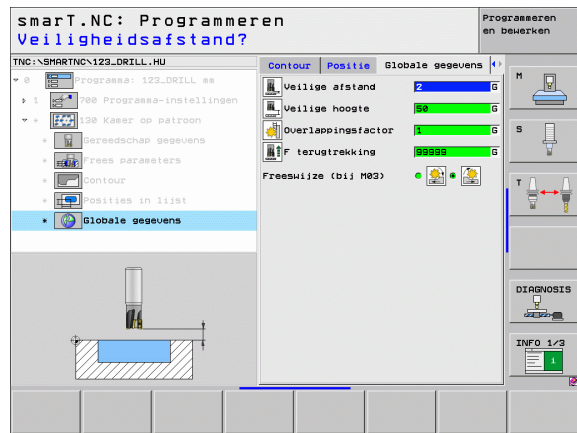 smarT.NC: Programmeren
Veiligheidsafstand?
Programmeren en bewerken
TNC:\SMARTNC\123_DRILL.HU
0 Programma: 123_DRILL mm
1 700 Programma-instellingen
* 130 Kamer op patroon
* Gereedschap gegevens
* Frees parameters
* Contour
* Posities in lijst
* Globale gegevens
Contour Positie Globale gegevens
Veilige afstand 2 G
Veilige hoogte 50 G
Overlappingsfactor 1 G
F terugtrekking 99999 G
Freeswijze (bij M03)
M
S
T
DIAGNOSIS
INFO 1/3
i